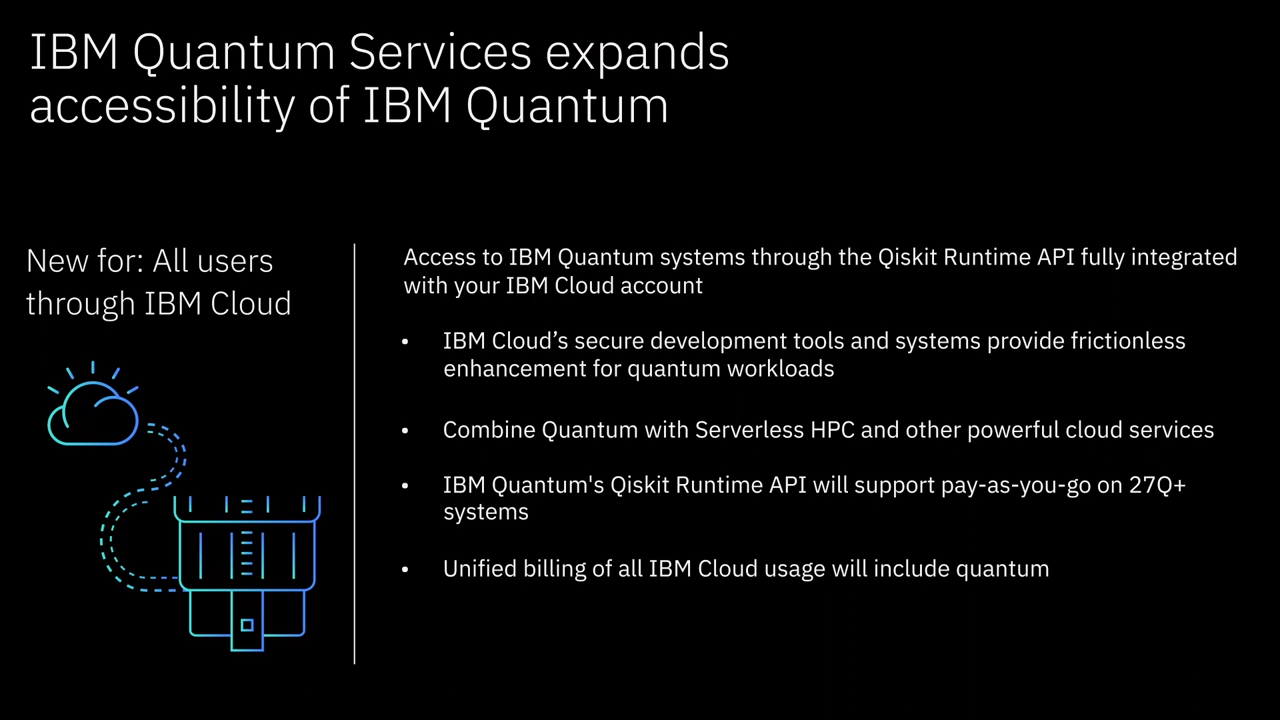 IBM Quantum Services expands
accessibility of IBM Quantum
New for: All users
through IBM Cloud
Access to IBM Quantum systems through the Qiskit Runtime API fully integrated
with your IBM Cloud account
• IBM Cloud’s secure development tools and systems provide frictionless
enhancement for quantum workloads
• Combine Quantum with Serverless HPC and other powerful cloud services
• IBM Quantum's Qiskit Runtime API will support pay-as-you-go on 27Q+
systems
• Unified billing of all IBM Cloud usage will include quantum